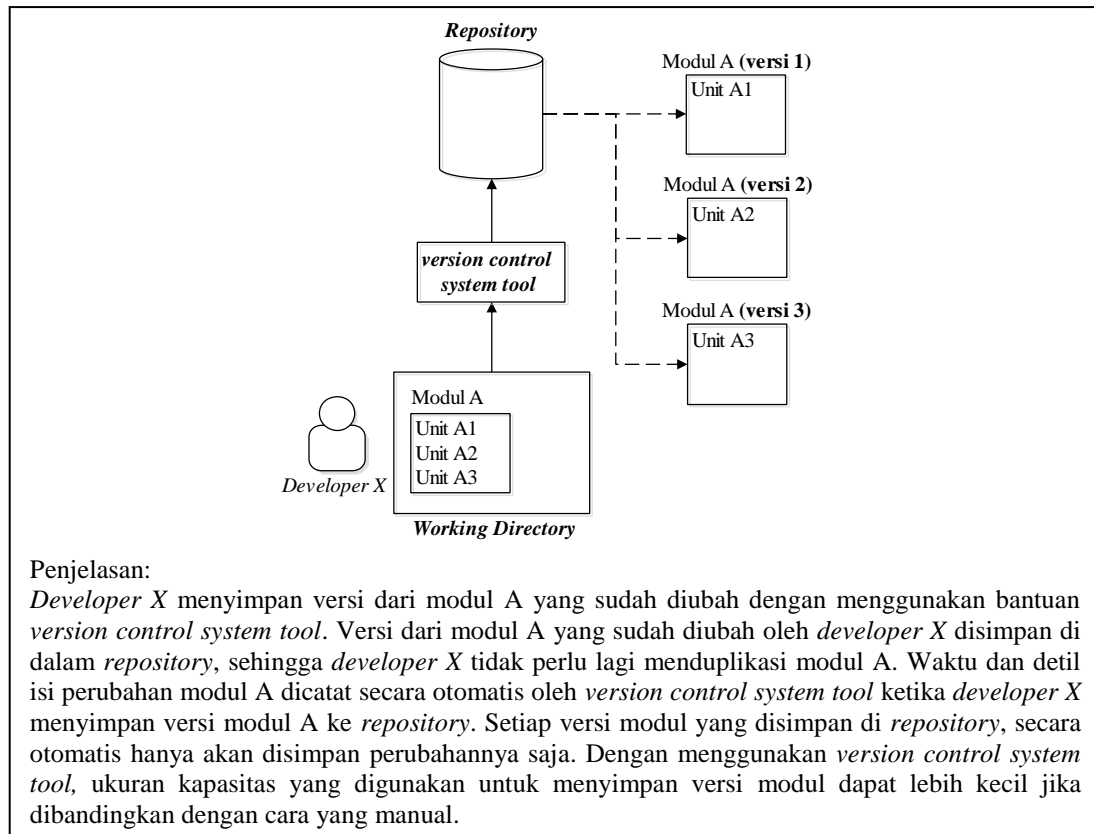 Repository
Modul A (versi 1)
Unit A1
Modul A (versi 2)
Unit A2
version control
system tool
Modul A (versi 3)
Unit A3
Modul A
Unit A1
Unit A2
Unit A3
Developer X
Working Directory
Penjelasan:
Developer X menyimpan versi dari modul A yang sudah diubah dengan menggunakan bantuan
version control system tool. Versi dari modul A yang sudah diubah oleh developer X disimpan di
dalam repository, sehingga developer X tidak perlu lagi menduplikasi modul A. Waktu dan detil
isi perubahan modul A dicatat secara otomatis oleh version control system tool ketika developer X
menyimpan versi modul A ke repository. Setiap versi modul yang disimpan di repository, secara
otomatis hanya akan disimpan perubahannya saja. Dengan menggunakan version control system
tool, ukuran kapasitas yang digunakan untuk menyimpan versi modul dapat lebih kecil jika
dibandingkan dengan cara yang manual.